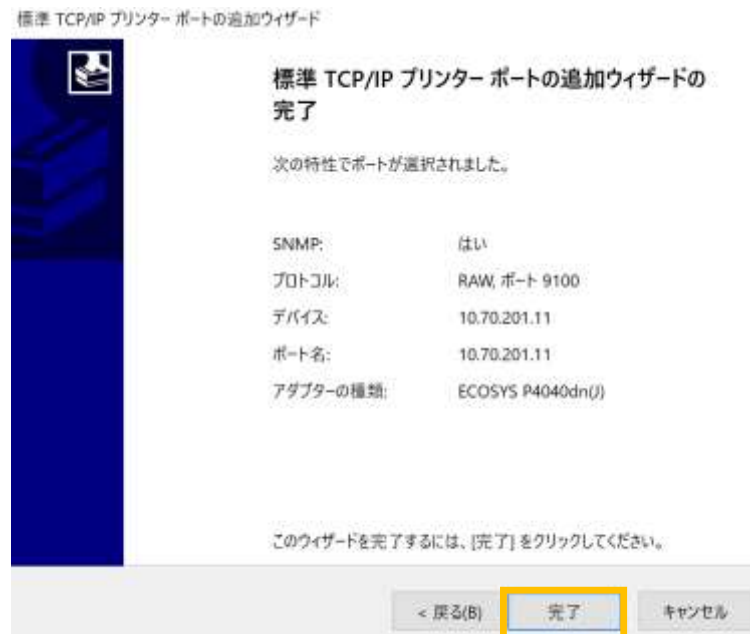 標準 TCP/IP プリンター ポートの追加ウィザード
標準 TCP/IP プリンター ポートの追加ウィザードの
完了
次の特性でポートが選択されました。
SNMP: はい
プロトコル: RAW, ポート 9100
デバイス: 10.70.201.11
ポート名: 10.70.201.11
アダプターの種類: ECOSYS P4040dn(J)
このウィザードを完了するには、[完了] をクリックしてください。
< 戻る(B) 完了 キャンセル